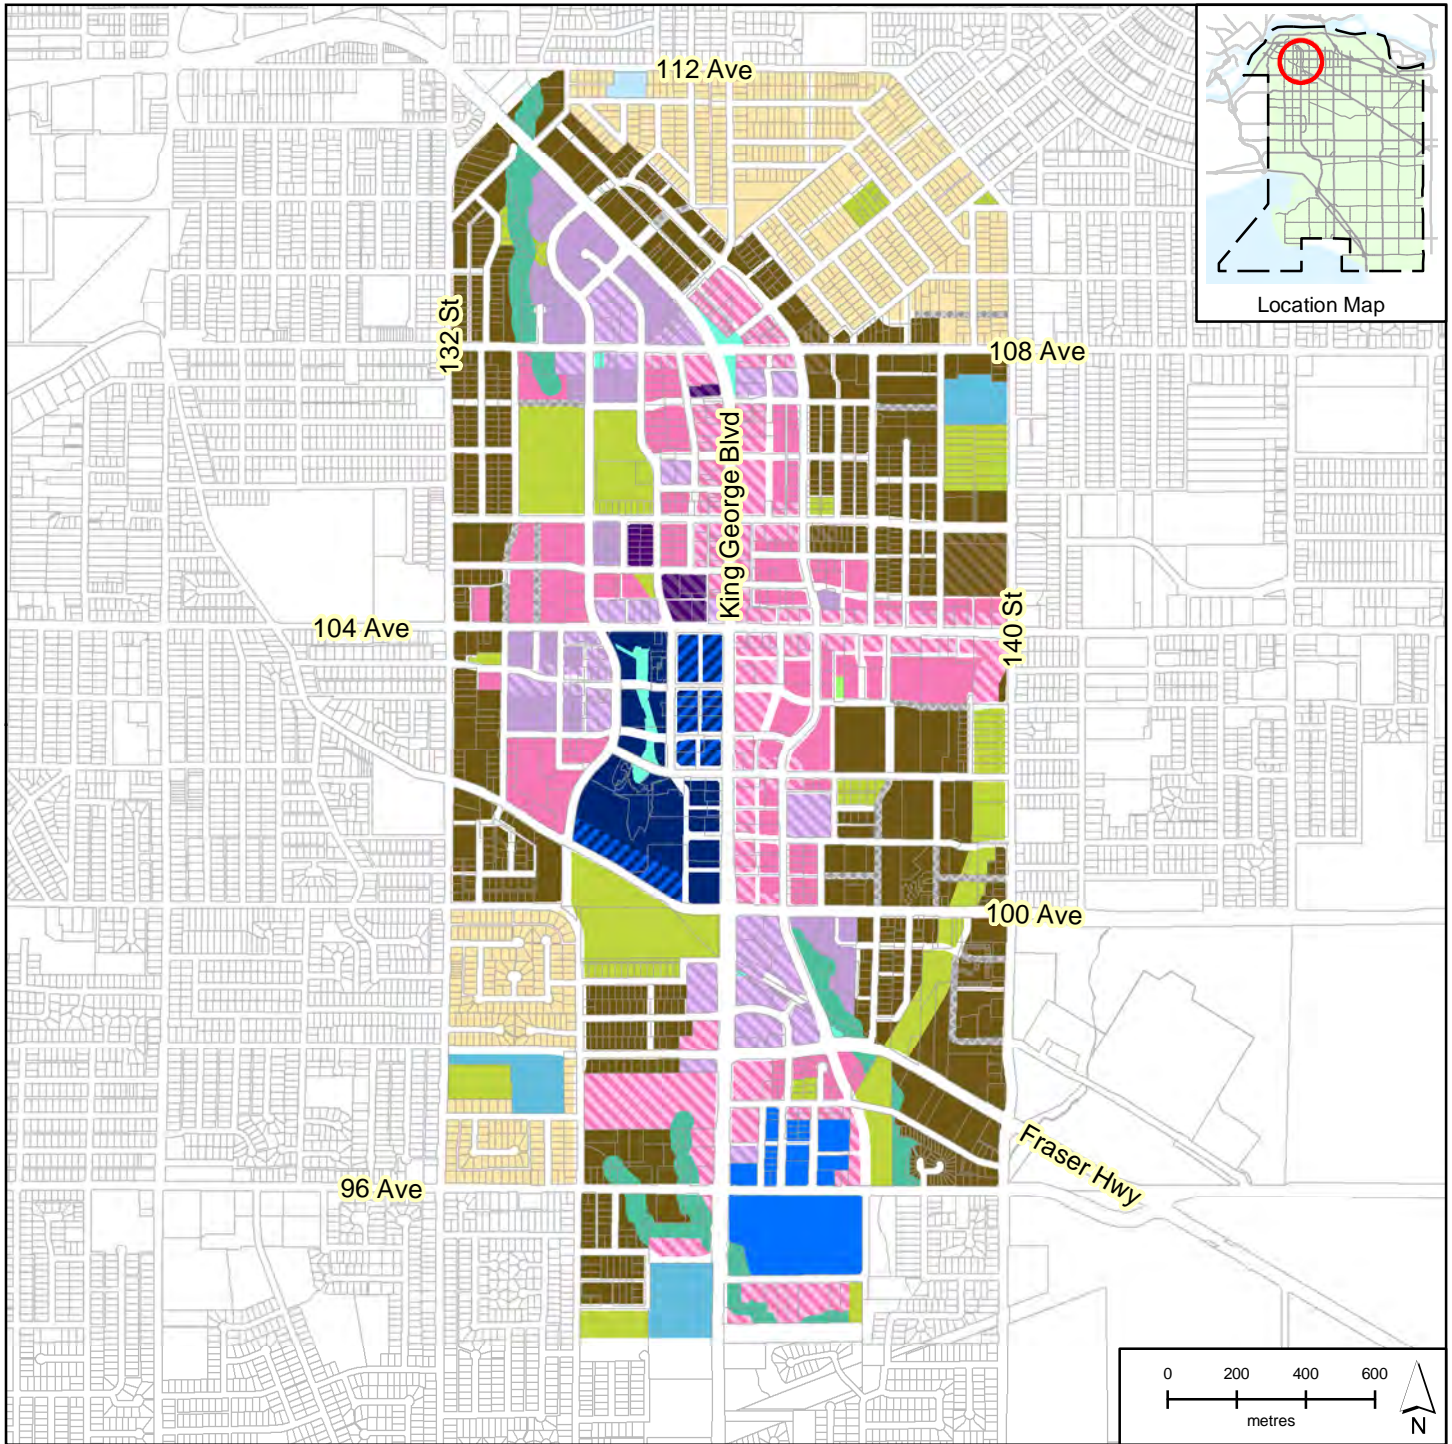 112 Ave
Location Map
132 St
108 Ave
King George Blvd
104 Ave
140 St
100 Ave
Fraser Hwy
96 Ave
0 200 400 600
metres
N